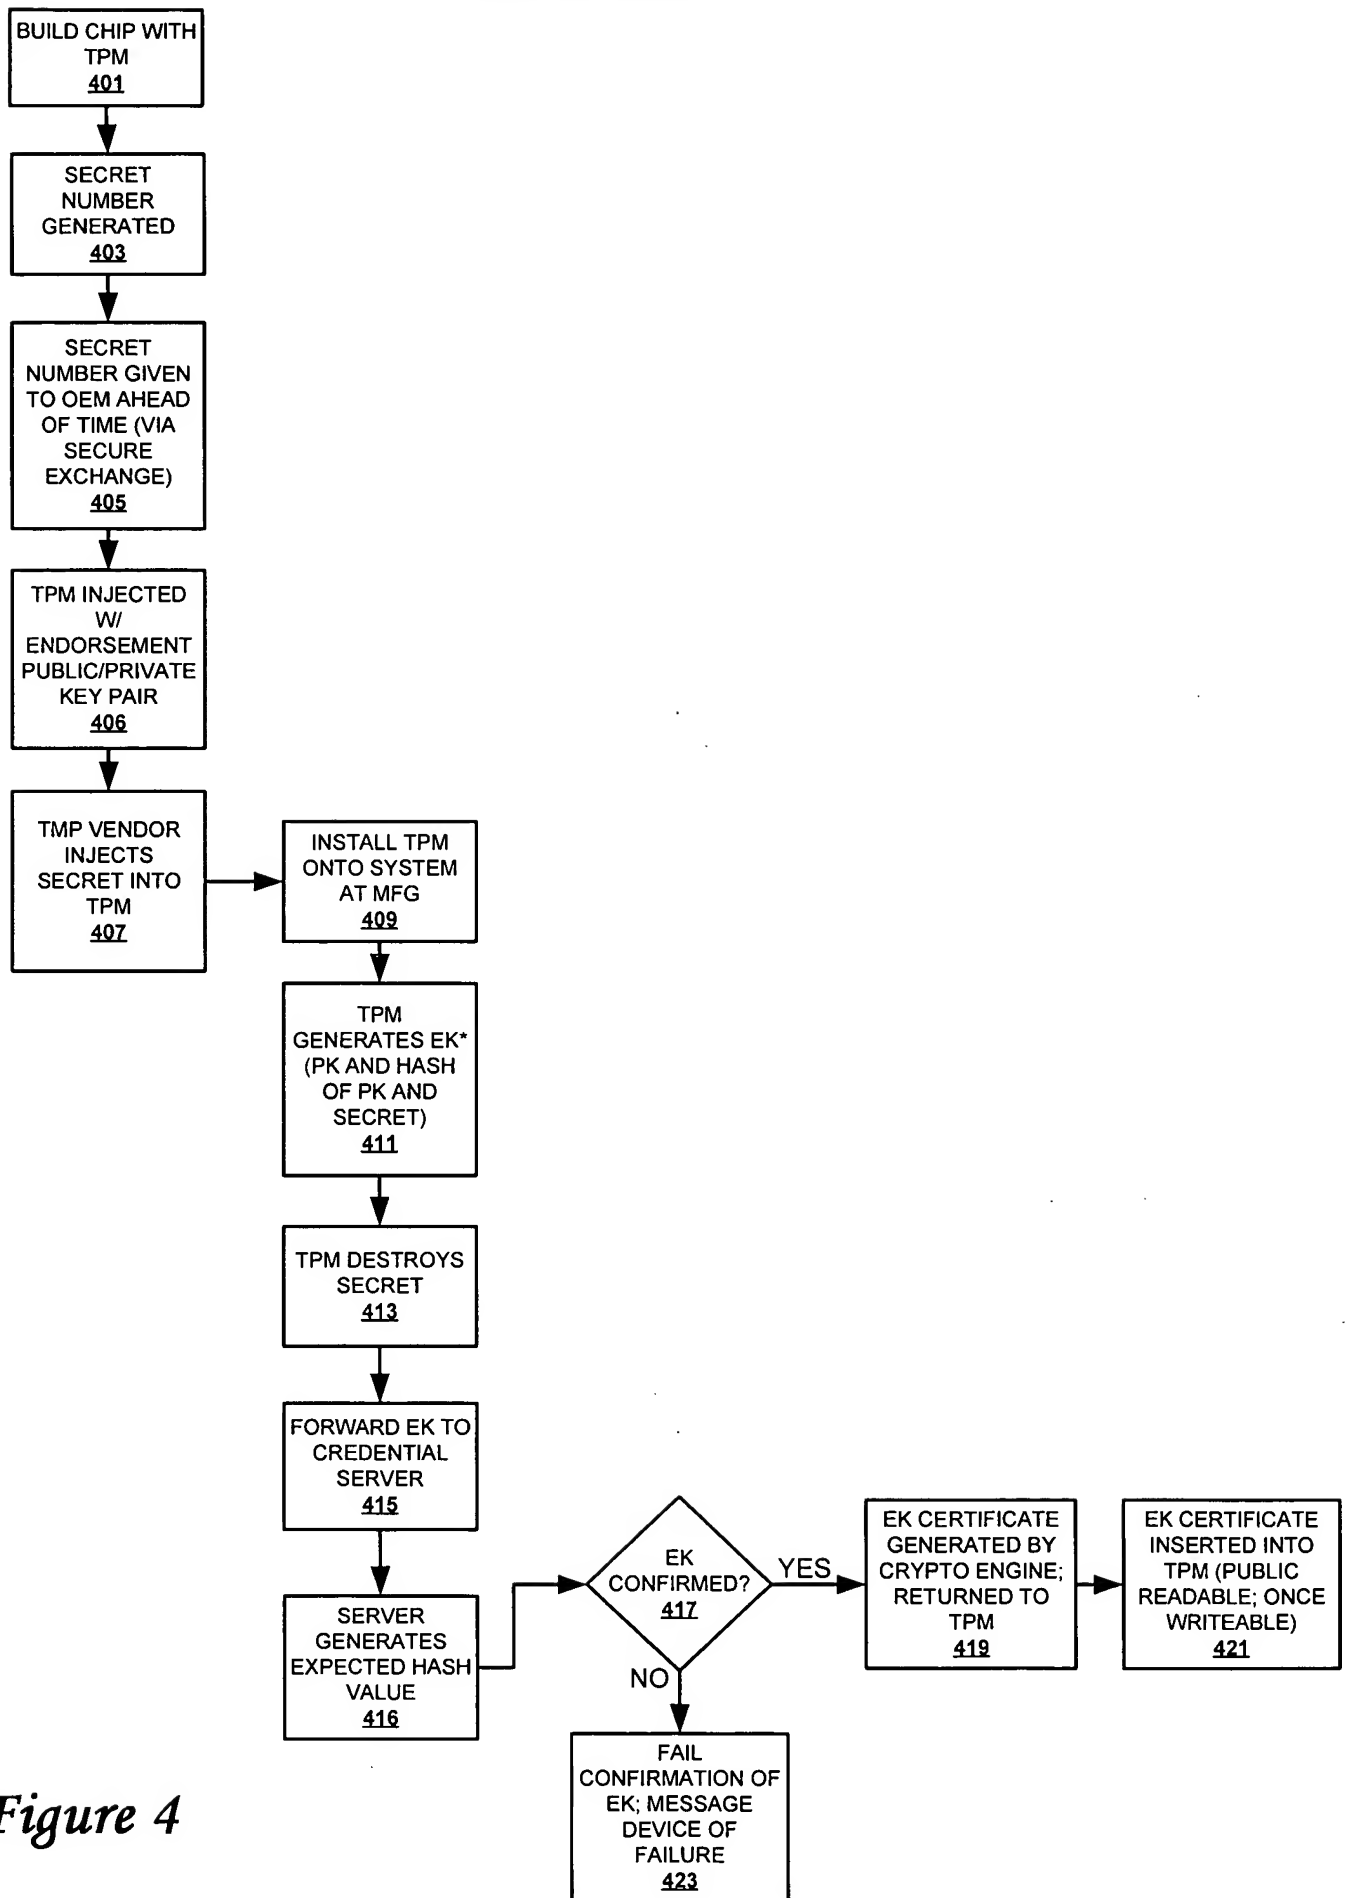 BUILD CHIP WITH
TPM
401
SECRET
NUMBER
GENERATED
403
SECRET
NUMBER GIVEN
TO OEM AHEAD
OF TIME (VIA
SECURE
EXCHANGE)
405
TPM INJECTED
W/
ENDORSEMENT
PUBLIC/PRIVATE
KEY PAIR
406
TMP VENDOR
INJECTS
SECRET INTO
TPM
407
INSTALL TPM
ONTO SYSTEM
AT MFG
409
TPM
GENERATES EK*
(PK AND HASH
OF PK AND
SECRET)
411
TPM DESTROYS
SECRET
413
FORWARD EK TO
CREDENTIAL
SERVER
415
SERVER
GENERATES
EXPECTED HASH
VALUE
416
EK
CONFIRMED?
417
YES
EK CERTIFICATE
GENERATED BY
CRYPTO ENGINE;
RETURNED TO
TPM
419
EK CERTIFICATE
INSERTED INTO
TPM (PUBLIC
READABLE; ONCE
WRITEABLE)
421
NO
FAIL
CONFIRMATION OF
EK; MESSAGE
DEVICE OF
FAILURE
423
Figure 4